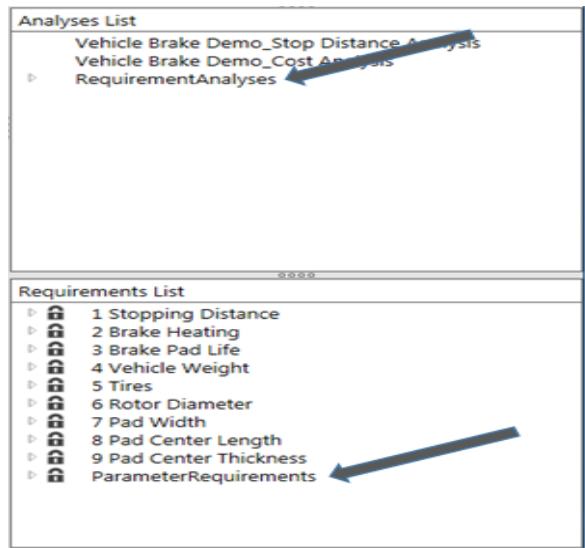 Analyses List
Vehicle Brake Demo_Stop Distance Analysis
Vehicle Brake Demo_Cost Analysis
RequirementAnalyses
Requirements List
1 Stopping Distance
2 Brake Heating
3 Brake Pad Life
4 Vehicle Weight
5 Tires
6 Rotor Diameter
7 Pad Width
8 Pad Center Length
9 Pad Center Thickness
ParameterRequirements